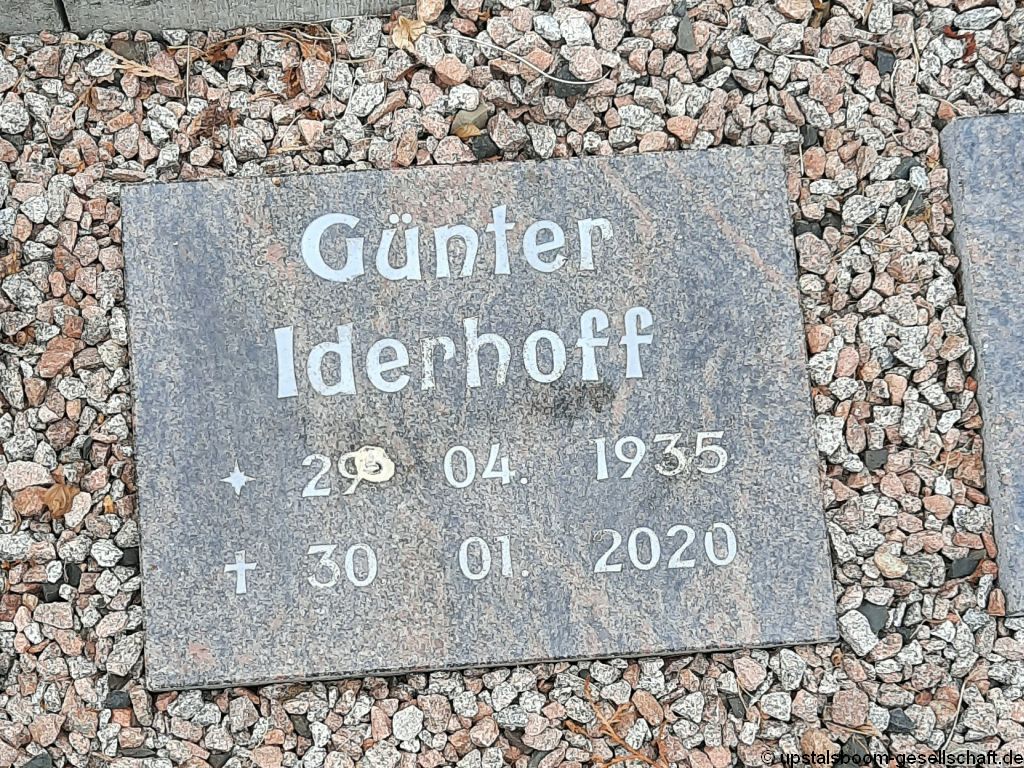 Günter
Iderhoff
29. 04. 1935
30. 01. 2020
© upstalsboom-gesellschaft.de